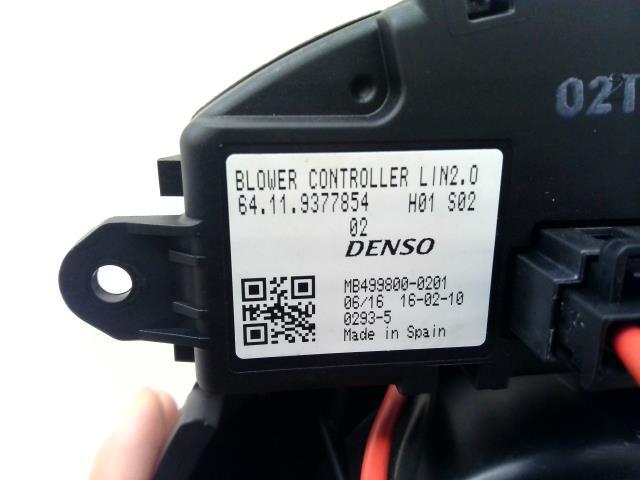 02T
BLOWER CONTROLLER LIN2.0
64.11.9377854 H01 S02
02
DENSO
MB499800-0201
06/16 16-02-10
0293-5
Made in Spain